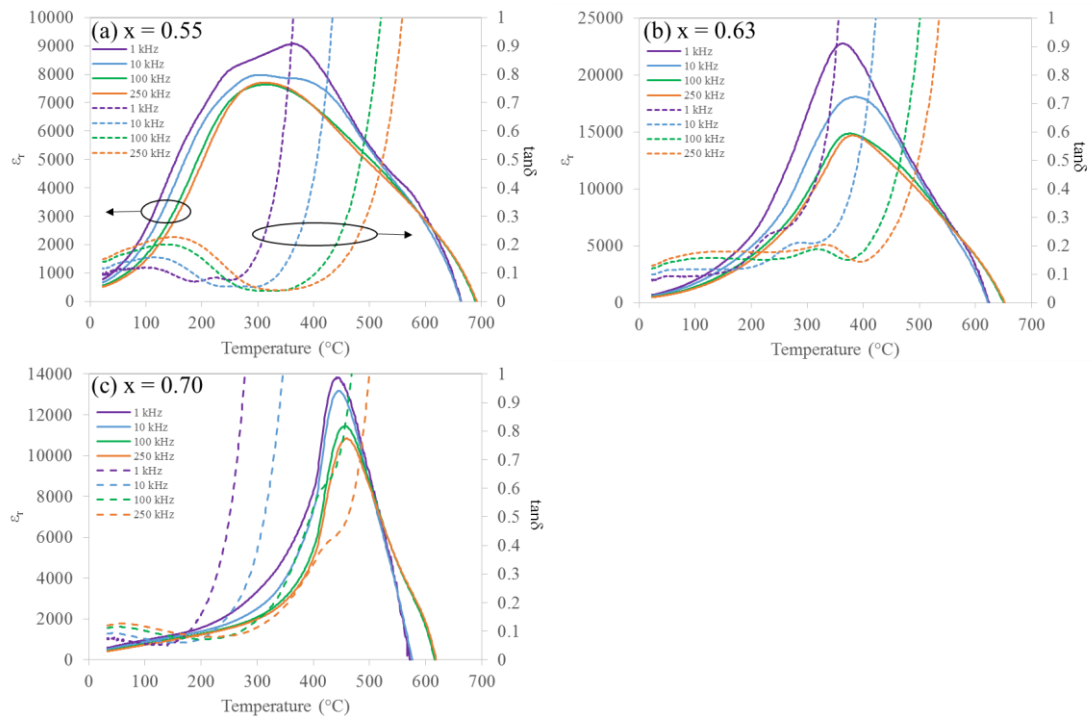 (a) x = 0.55
1 kHz
10 kHz
100 kHz
250 kHz
1 kHz
10 kHz
100 kHz
250 kHz
10000
9000
8000
7000
6000
5000
4000
3000
2000
1000
0
εr
1
0.9
0.8
0.7
0.6
0.5
0.4
0.3
0.2
0.1
0
tanδ
0 100 200 300 400 500 600 700
Temperature (°C)
(b) x = 0.63
1 kHz
10 kHz
100 kHz
250 kHz
1 kHz
10 kHz
100 kHz
250 kHz
25000
20000
15000
10000
5000
0
εr
1
0.9
0.8
0.7
0.6
0.5
0.4
0.3
0.2
0.1
0
tanδ
0 100 200 300 400 500 600 700
Temperature (°C)
(c) x = 0.70
1 kHz
10 kHz
100 kHz
250 kHz
1 kHz
10 kHz
100 kHz
250 kHz
14000
12000
10000
8000
6000
4000
2000
0
εr
1
0.9
0.8
0.7
0.6
0.5
0.4
0.3
0.2
0.1
0
tanδ
0 100 200 300 400 500 600 700
Temperature (°C)